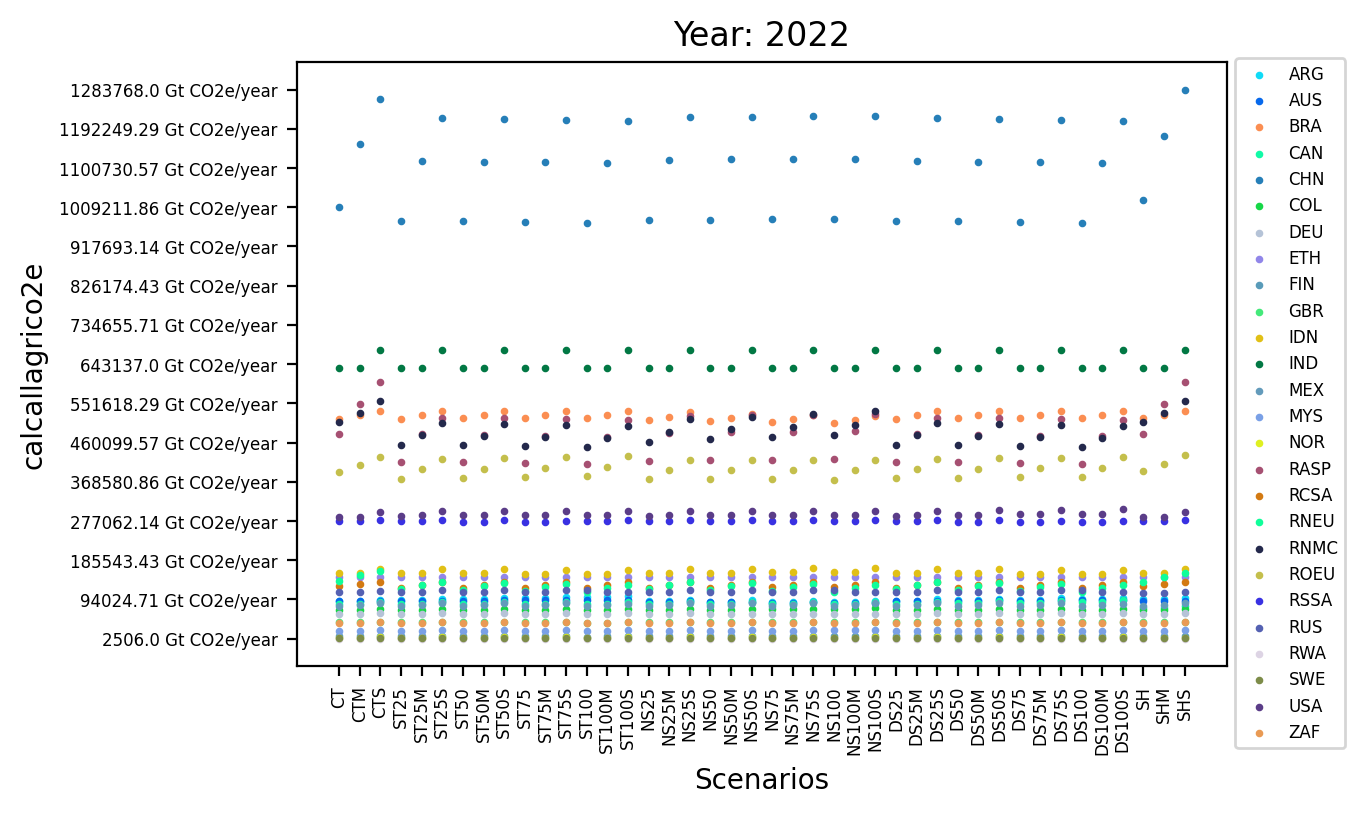 Year: 2022
calcallagrico2e
1283768.0 Gt CO2e/year
1192249.29 Gt CO2e/year
1100730.57 Gt CO2e/year
1009211.86 Gt CO2e/year
917693.14 Gt CO2e/year
826174.43 Gt CO2e/year
734655.71 Gt CO2e/year
643137.0 Gt CO2e/year
551618.29 Gt CO2e/year
460099.57 Gt CO2e/year
368580.86 Gt CO2e/year
277062.14 Gt CO2e/year
185543.43 Gt CO2e/year
94024.71 Gt CO2e/year
2506.0 Gt CO2e/year
CT
CTM
CTS
ST25
ST25M
ST25S
ST50
ST50M
ST50S
ST75
ST75M
ST75S
ST100
ST100M
ST100S
NS25
NS25M
NS25S
NS50
NS50M
NS50S
NS75
NS75M
NS75S
NS100
NS100M
NS100S
DS25
DS25M
DS25S
DS50
DS50M
DS50S
DS75
DS75M
DS75S
DS100
DS100M
DS100S
SH
SHM
SHS
Scenarios
ARG
AUS
BRA
CAN
CHN
COL
DEU
ETH
FIN
GBR
IDN
IND
MEX
MYS
NOR
RASP
RCSA
RNEU
RNMC
ROEU
RSSA
RUS
RWA
SWE
USA
ZAF